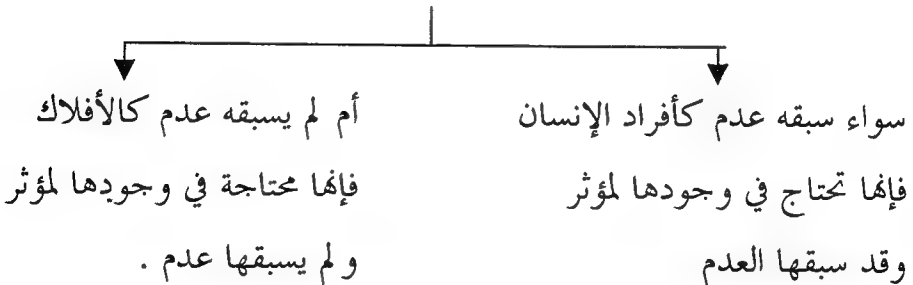 سواء سبقه عدم كأفراد الإنسان
فإنها تحتاج في وجودها لمؤثر
وقد سبقها العدم
أم لم يسبقه عدم كالأفلاك
فإنها محتاجة في وجودها لمؤثر
و لم يسبقها عدم .